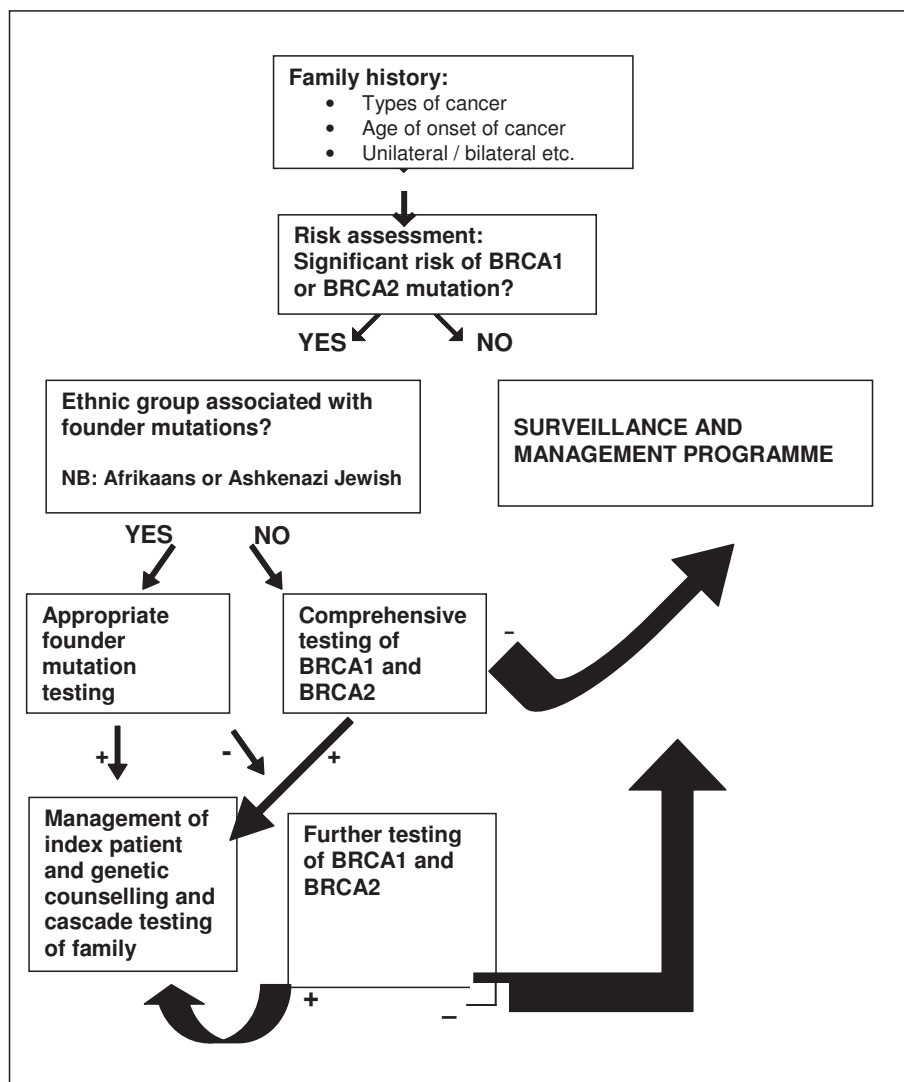 Family history:
• Types of cancer
• Age of onset of cancer
• Unilateral / bilateral etc.
Risk assessment:
Significant risk of BRCA1
or BRCA2 mutation?
YES
NO
Ethnic group associated with
founder mutations?
NB: Afrikaans or Ashkenazi Jewish
SURVEILLANCE AND
MANAGEMENT PROGRAMME
YES
NO
Appropriate
founder
mutation
testing
Comprehensive
testing of
BRCA1 and
BRCA2
–
+
-
+
Management of
index patient
and genetic
counselling and
cascade testing
of family
Further testing
of BRCA1 and
BRCA2
+
–